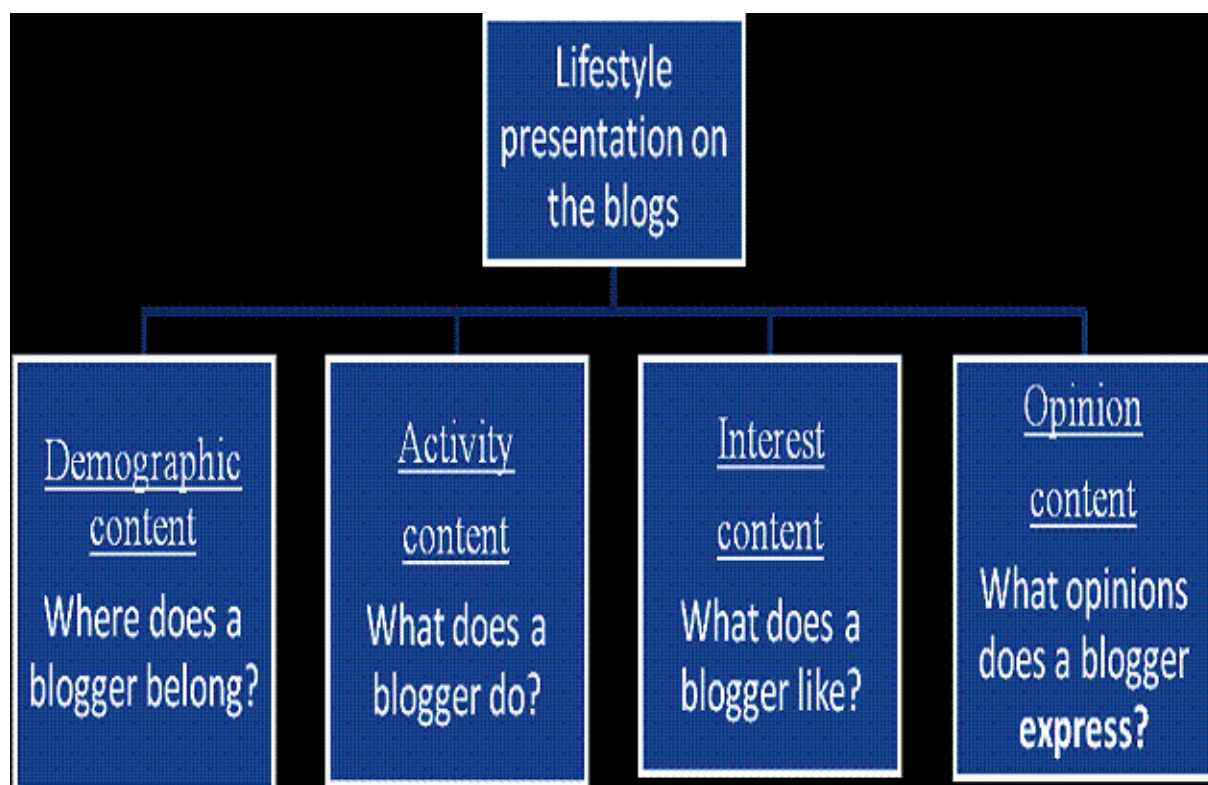 Lifestyle
presentation on
the blogs
Demographic
content
Where does a
blogger belong?
Activity
content
What does a
blogger do?
Interest
content
What does a
blogger like?
Opinion
content
What opinions
does a blogger
express?